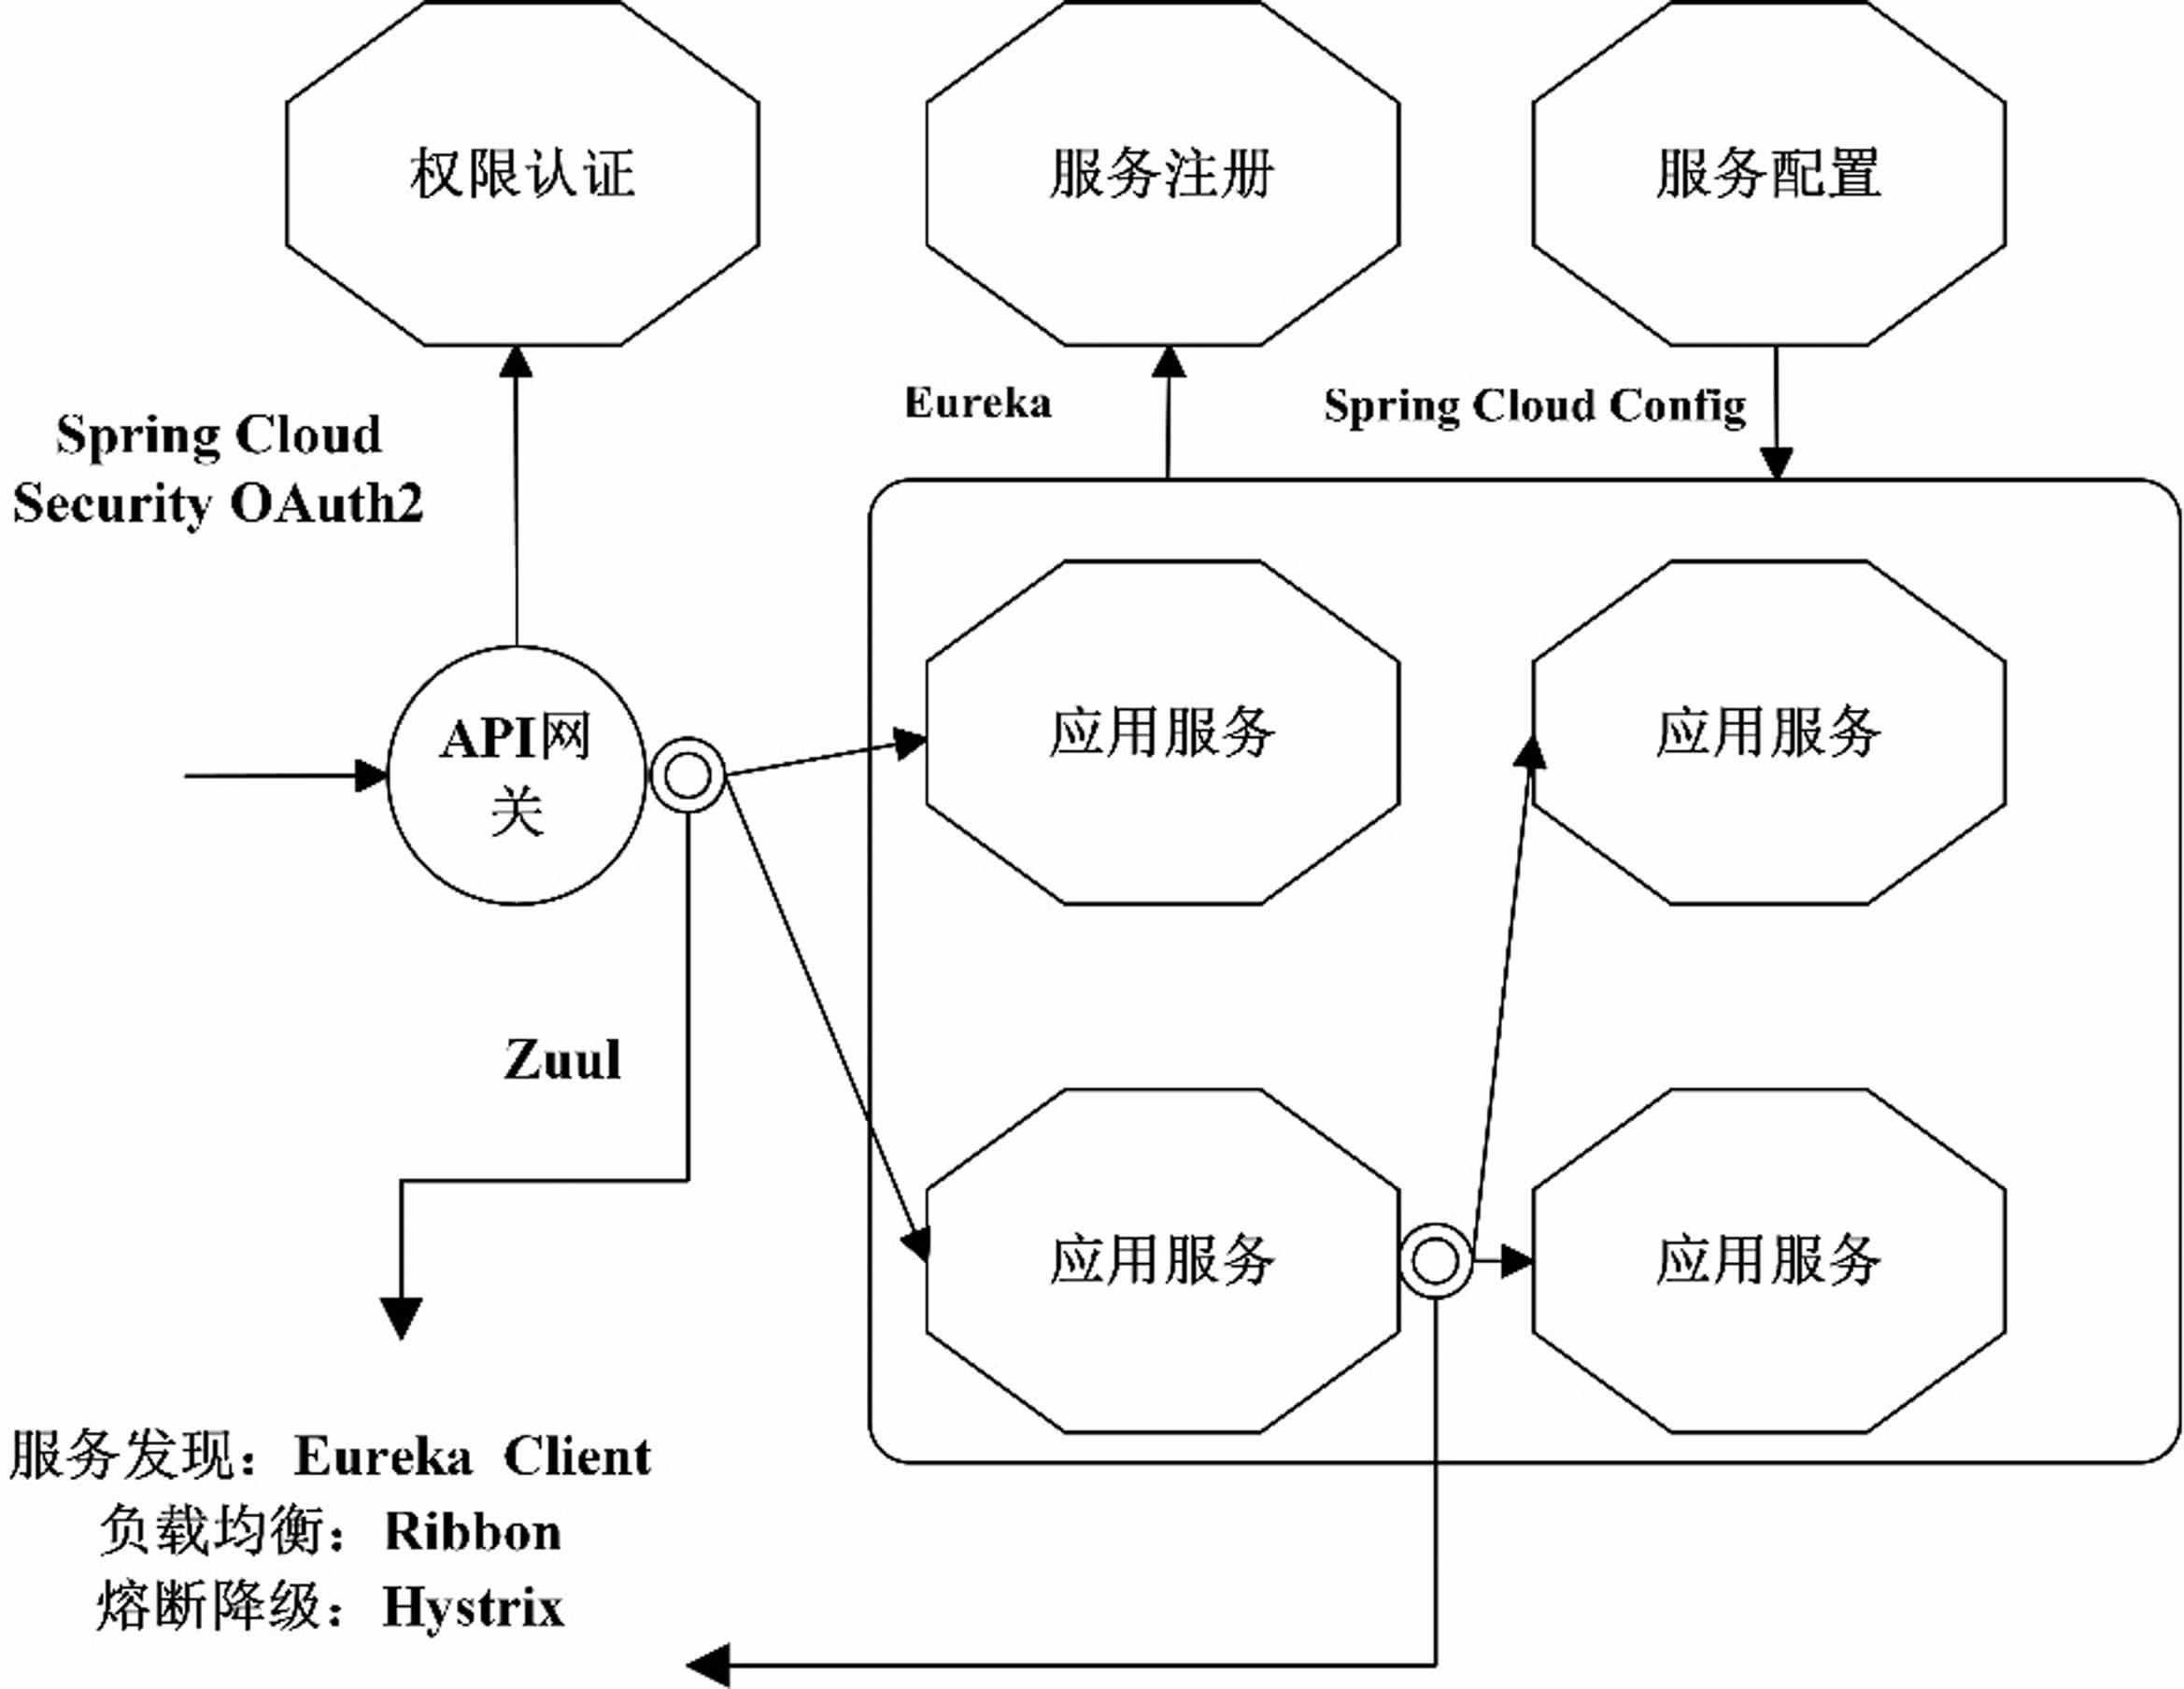 权限认证
服务注册
服务配置
Spring Cloud
Security OAuth2
Eureka
Spring Cloud Config
API网
关
应用服务
应用服务
Zuul
应用服务
应用服务
服务发现：Eureka Client
负载均衡：Ribbon
熔断降级：Hystrix